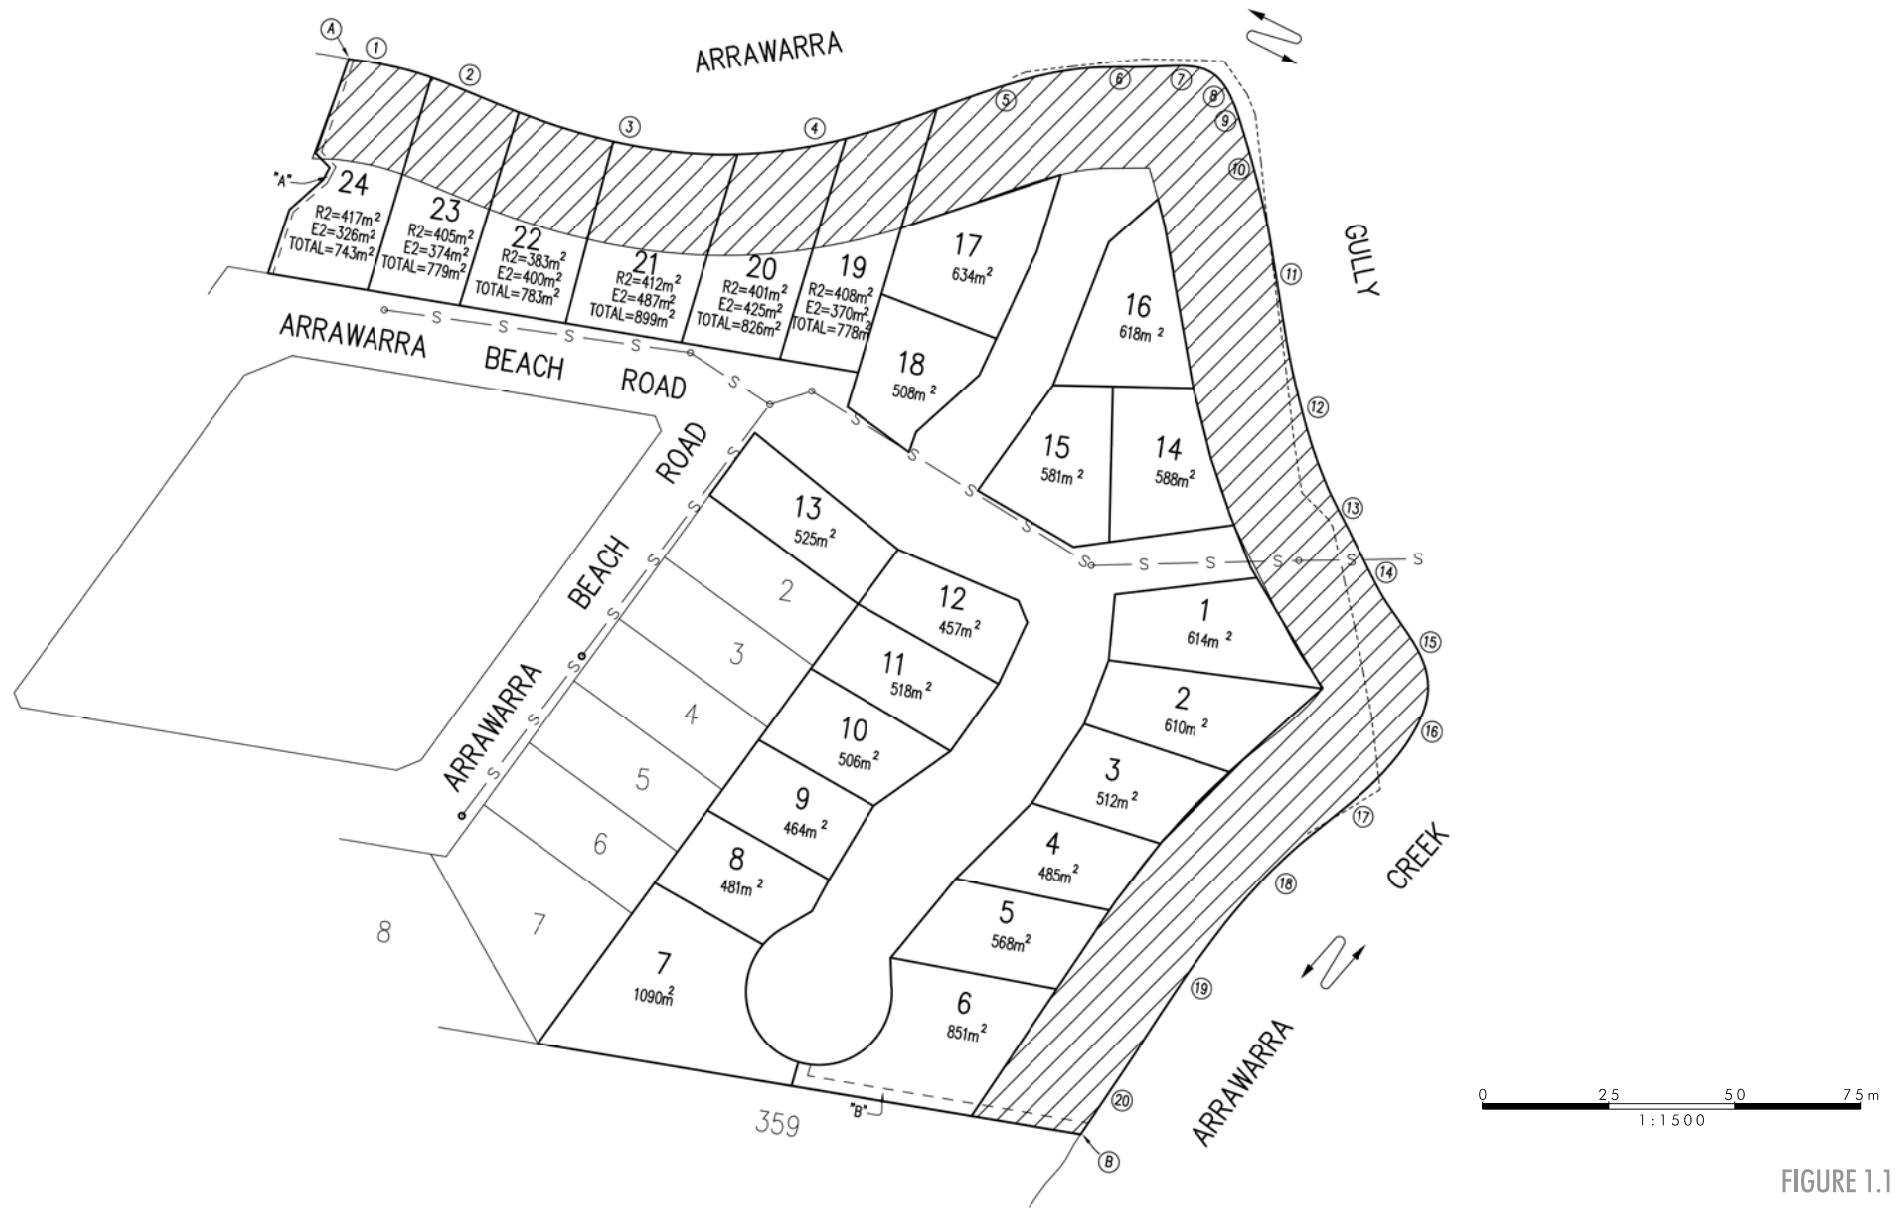 ARRAWARRA
A
1
2
3
4
5
6
7
8
9
10
11
12
13
14
15
16
17
18
19
20
B
GULLY
CREEK
ARRAWARRA
"A"
24
R2=417m²
E2=326m²
TOTAL=743m²
23
R2=405m²
E2=374m²
TOTAL=779m²
22
R2=383m²
E2=400m²
TOTAL=783m²
21
R2=412m²
E2=487m²
TOTAL=899m²
20
R2=401m²
E2=425m²
TOTAL=826m²
19
R2=408m²
E2=370m²
TOTAL=778m²
17
634m²
18
508m²
16
618m²
15
581m²
14
588m²
ARRAWARRA BEACH ROAD
S S S S S S S S S S S S S S S S S
ARRAWARRA BEACH ROAD
S S S S S S S
13
525m²
12
457m²
11
518m²
10
506m²
9
464m²
8
481m²
7
1090m²
1
614m²
2
610m²
3
512m²
4
485m²
5
568m²
6
851m²
2
3
4
5
6
7
8
359
"B"
0 25 50 75m
1:1500
FIGURE 1.1